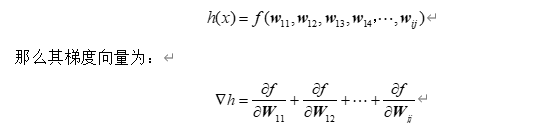 h(x) = f(w₁₁, w₁₂, w₁₃, w₁₄, ⋯, w_ij) ↵
那么其梯度向量为： ↵
∇h = ∂f/∂W₁₁ + ∂f/∂W₁₂ + ⋯ + ∂f/∂W_ij ↵